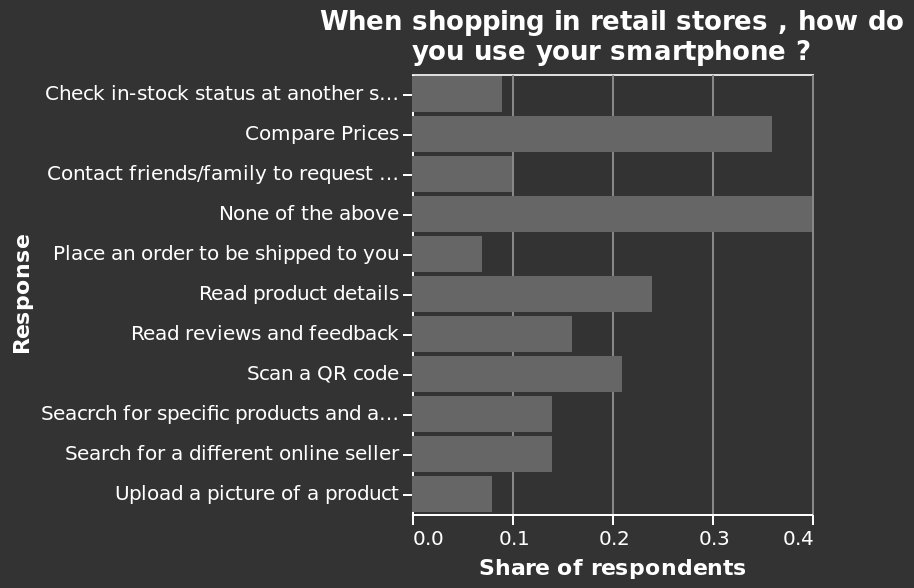 When shopping in retail stores , how do
you use your smartphone ?
Response
Check in-stock status at another s…
Compare Prices
Contact friends/family to request …
None of the above
Place an order to be shipped to you
Read product details
Read reviews and feedback
Scan a QR code
Seacrch for specific products and a…
Search for a different online seller
Upload a picture of a product
0.0 0.1 0.2 0.3 0.4
Share of respondents